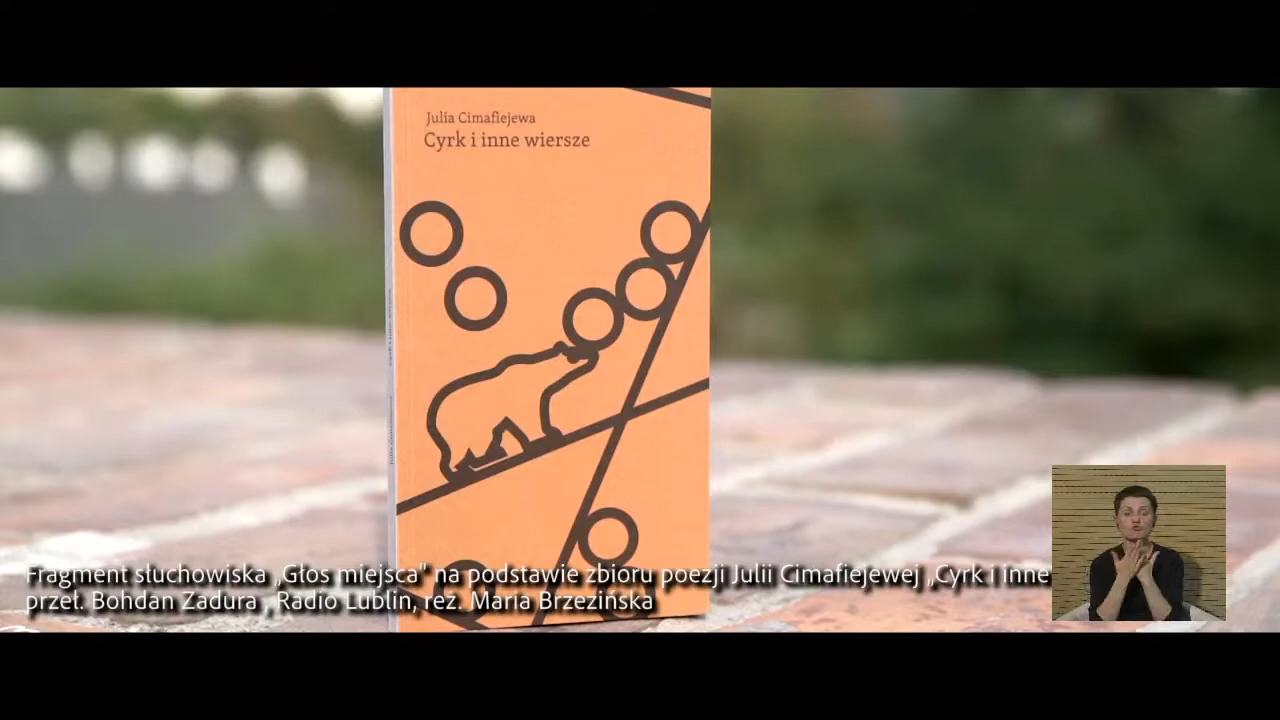 Julia Cimafiejewa
Cyrk i inne wiersze
Fragment słuchowiska „Głos miejsca" na podstawie zbioru poezji Julii Cimafiejewej „Cyrk i inne
przeł. Bohdan Zadura , Radio Lublin, reż. Maria Brzezińska